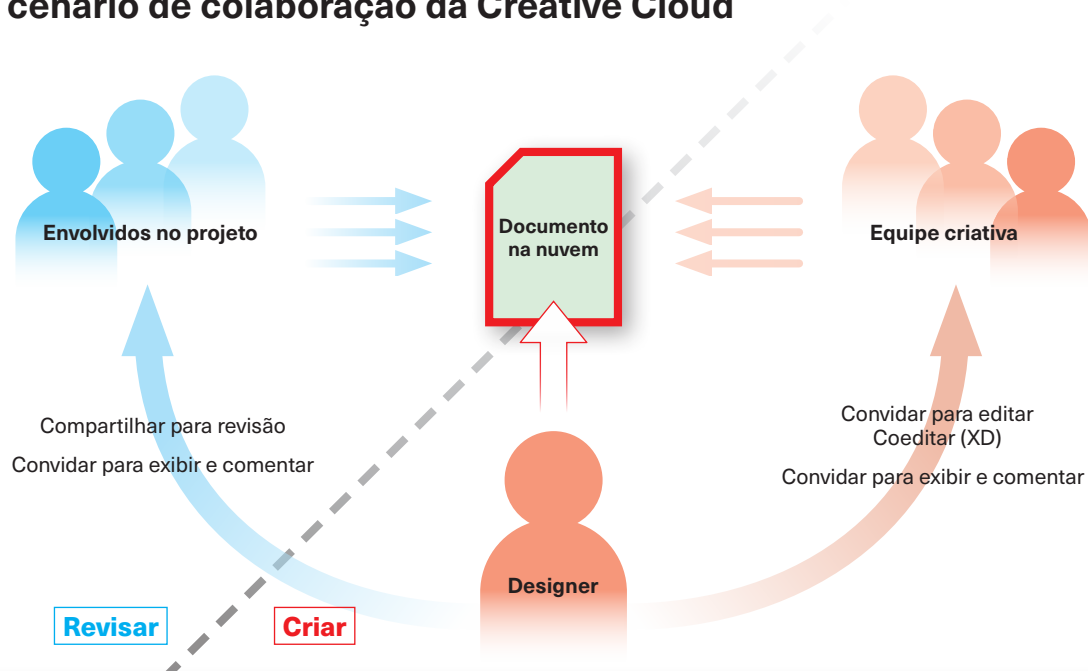 cenário de colaboração da Creative Cloud
Envolvidos no projeto
Documento
na nuvem
Equipe criativa
Compartilhar para revisão
Convidar para exibir e comentar
Convidar para editar
Coeditar (XD)
Convidar para exibir e comentar
Designer
Revisar
Criar